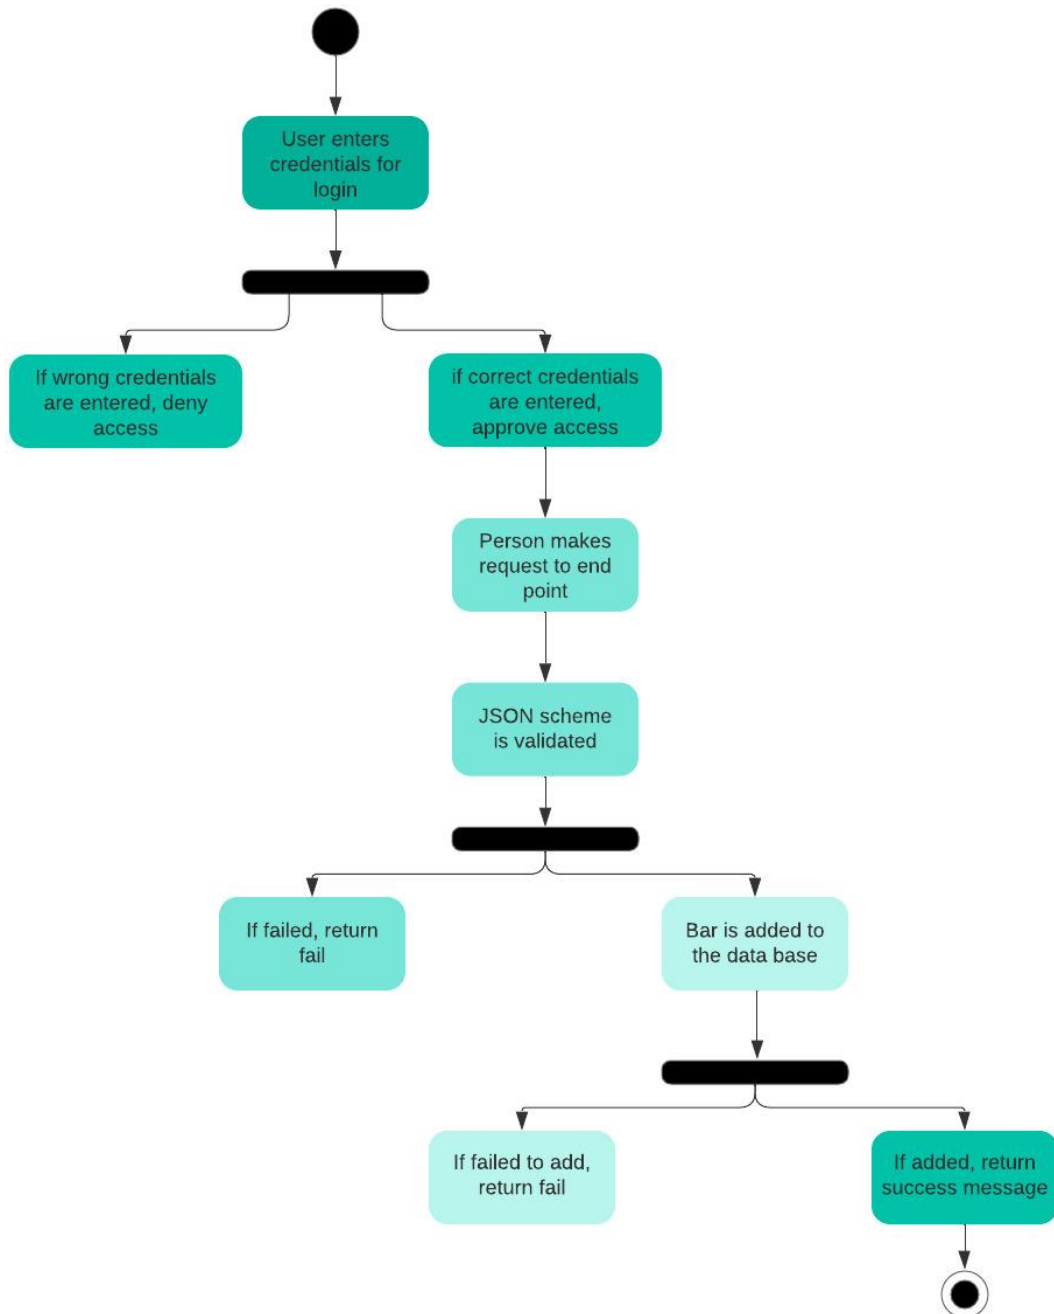 User enters
credentials for
login
If wrong credentials
are entered, deny
access
if correct credentials
are entered,
approve access
Person makes
request to end
point
JSON scheme
is validated
If failed, return
fail
Bar is added to
the data base
If failed to add,
return fail
If added, return
success message